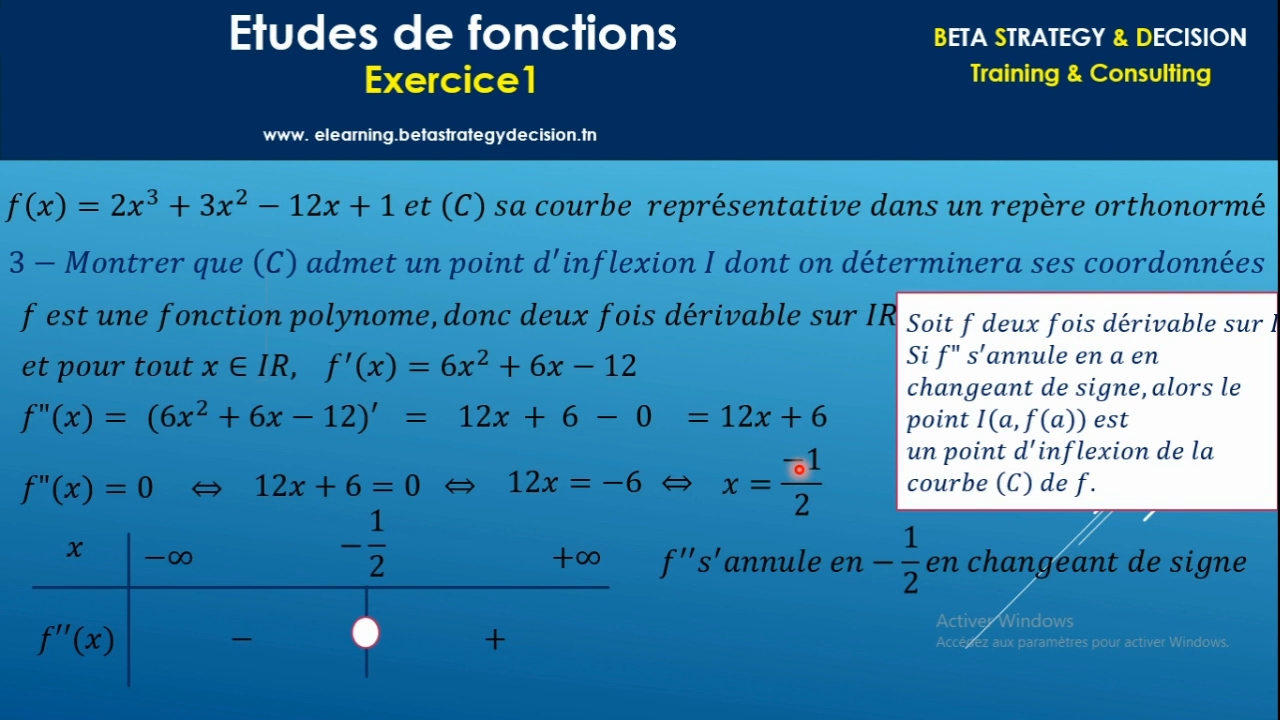 Etudes de fonctions
Exercice1
www. elearning.betastrategydecision.tn
BETA STRATEGY & DECISION
Training & Consulting
f(x) = 2x³ + 3x² − 12x + 1 et (C) sa courbe représentative dans un repère orthonormé
3 − Montrer que (C) admet un point d'inflexion I dont on déterminera ses coordonnées
f est une fonction polynome, donc deux fois dérivable sur IR
et pour tout x ∈ IR, f'(x) = 6x² + 6x − 12
f"(x) = (6x² + 6x − 12)' = 12x + 6 − 0 = 12x + 6
f"(x) = 0 ⇔ 12x + 6 = 0 ⇔ 12x = −6 ⇔ x = −1/2
Soit f deux fois dérivable sur I
Si f" s'annule en a en
changeant de signe, alors le
point I(a, f(a)) est
un point d'inflexion de la
courbe (C) de f.
x −∞ −1/2 +∞
f''(x) − +
f''s'annule en −1/2 en changeant de signe
Activer Windows
Accédez aux paramètres pour activer Windows.